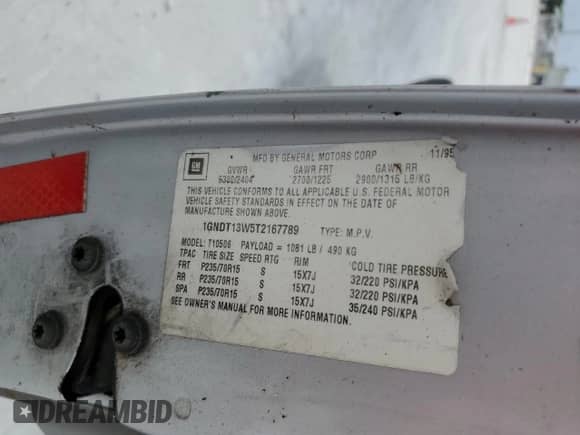 GM
MFD BY GENERAL MOTORS CORP 11/95
GVWR GAWR FRT GAWR RR
5300/2404 2700/1225 2900/1315 LB/KG
THIS VEHICLE CONFORMS TO ALL APPLICABLE U.S. FEDERAL MOTOR
VEHICLE SAFETY STANDARDS IN EFFECT ON THE DATE OF
MANUFACTURE SHOWN ABOVE.
1GNDT13W5T2167789 TYPE: M.P.V.
MODEL: T10506 PAYLOAD = 1081 LB / 490 KG
TPAC TIRE SIZE SPEED RTG RIM COLD TIRE PRESSURE
FRT P235/70R15 S 15X7J 32/220 PSI/KPA
RR P235/70R15 S 15X7J 32/220 PSI/KPA
SPA P235/70R15 S 15X7J 35/240 PSI/KPA
SEE OWNER'S MANUAL FOR MORE INFORMATION.
DREAMBID